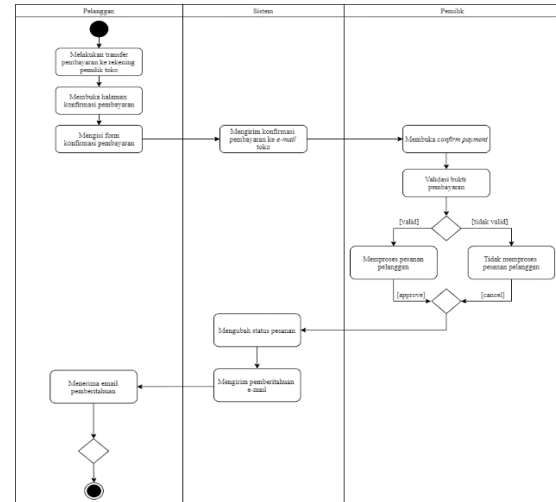 Pelanggan
Sistem
Pemilik
Melakukan transfer
pembayaran ke rekening
pemilik toko
Membuka halaman
konfirmasi pembayaran
Mengisi form
konfirmasi pembayaran
Mengirim konfirmasi
pembayaran ke e-mail
toko
Membuka confirm payment
Validasi bukti
pembayaran
[valid]
[tidak valid]
Memproses pesanan
pelanggan
Tidak memproses
pesanan pelanggan
[approve]
[cancel]
Mengubah status pesanan
Mengirim pemberitahuan
e-mail
Menerima email
pemberitahuan